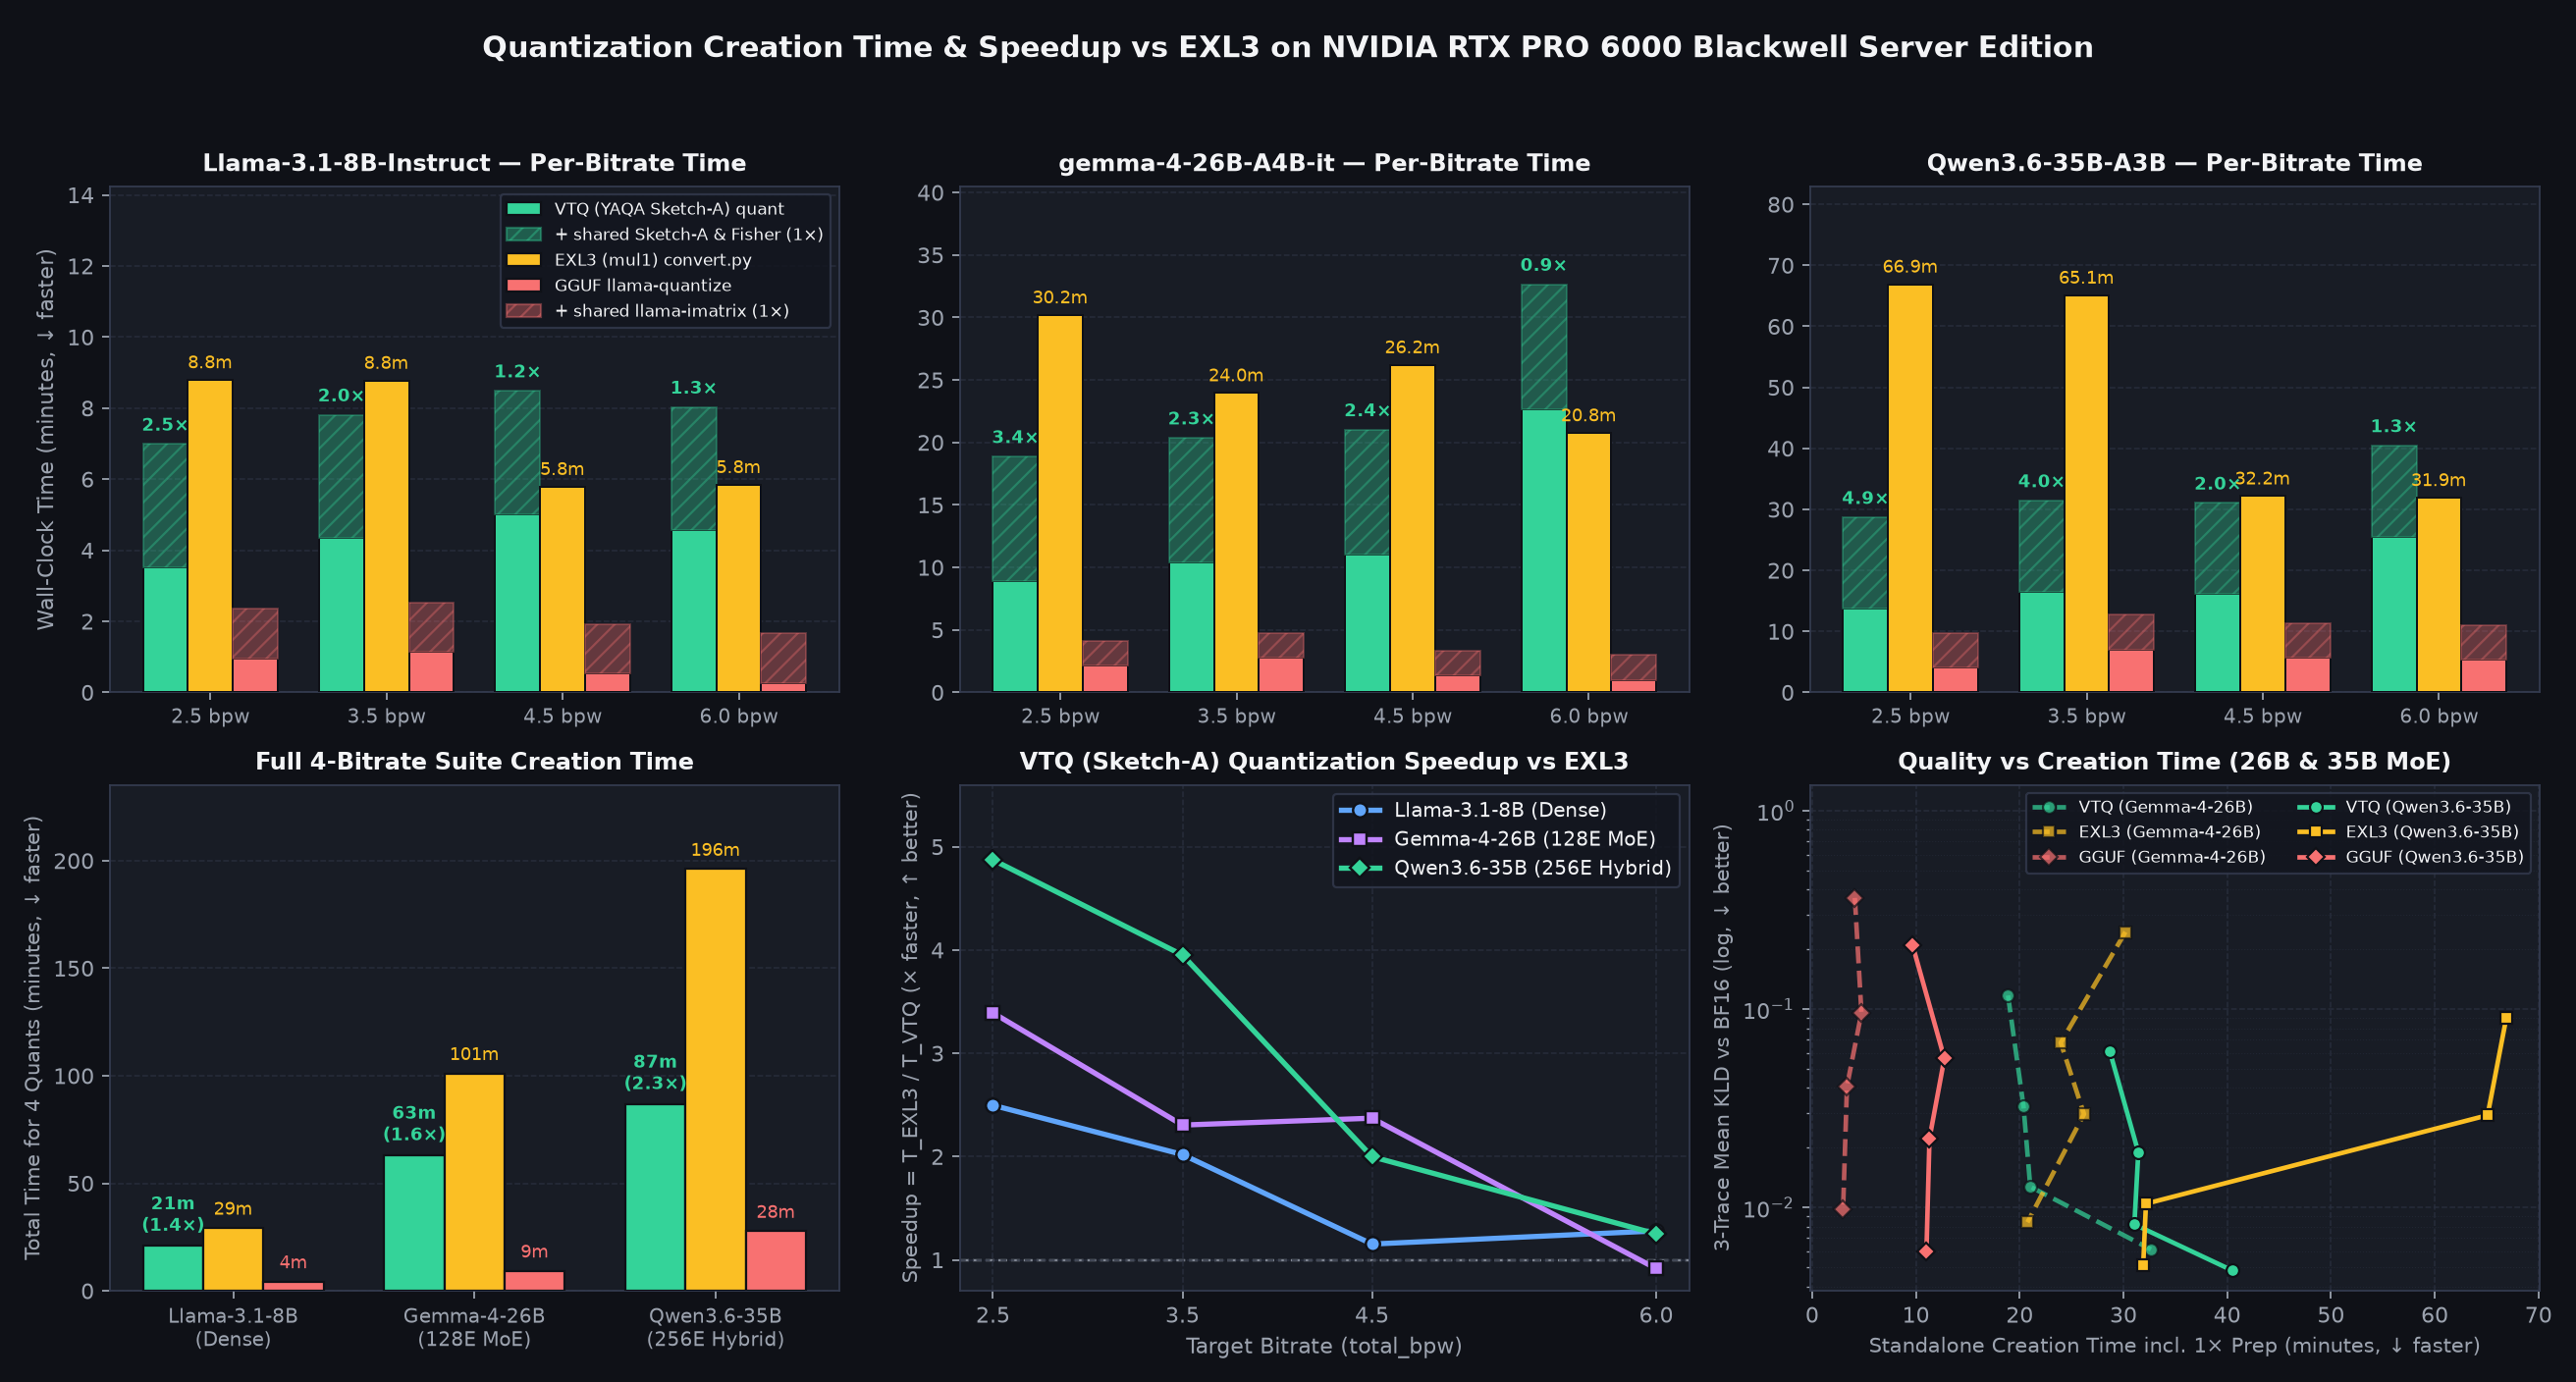 Quantization Creation Time & Speedup vs EXL3 on NVIDIA RTX PRO 6000 Blackwell Server Edition
Llama-3.1-8B-Instruct — Per-Bitrate Time
Wall-Clock Time (minutes, ↓ faster)
14
12
10
8
6
4
2
0
VTQ (YAQA Sketch-A) quant
+ shared Sketch-A & Fisher (1×)
EXL3 (mul1) convert.py
GGUF llama-quantize
+ shared llama-imatrix (1×)
2.5×
8.8m
2.0×
8.8m
1.2×
5.8m
1.3×
5.8m
2.5 bpw
3.5 bpw
4.5 bpw
6.0 bpw
gemma-4-26B-A4B-it — Per-Bitrate Time
40
35
30
25
20
15
10
5
0
3.4×
30.2m
2.3×
24.0m
2.4×
26.2m
0.9×
20.8m
2.5 bpw
3.5 bpw
4.5 bpw
6.0 bpw
Qwen3.6-35B-A3B — Per-Bitrate Time
80
70
60
50
40
30
20
10
0
4.9×
66.9m
4.0×
65.1m
2.0×
32.2m
1.3×
31.9m
2.5 bpw
3.5 bpw
4.5 bpw
6.0 bpw
Full 4-Bitrate Suite Creation Time
Total Time for 4 Quants (minutes, ↓ faster)
200
150
100
50
0
21m
(1.4×)
29m
4m
63m
(1.6×)
101m
9m
87m
(2.3×)
196m
28m
Llama-3.1-8B
(Dense)
Gemma-4-26B
(128E MoE)
Qwen3.6-35B
(256E Hybrid)
VTQ (Sketch-A) Quantization Speedup vs EXL3
Speedup = T_EXL3 / T_VTQ (× faster, ↑ better)
5
4
3
2
1
Llama-3.1-8B (Dense)
Gemma-4-26B (128E MoE)
Qwen3.6-35B (256E Hybrid)
2.5
3.5
4.5
6.0
Target Bitrate (total_bpw)
Quality vs Creation Time (26B & 35B MoE)
3-Trace Mean KLD vs BF16 (log, ↓ better)
10⁰
10⁻¹
10⁻²
VTQ (Gemma-4-26B)
EXL3 (Gemma-4-26B)
GGUF (Gemma-4-26B)
VTQ (Qwen3.6-35B)
EXL3 (Qwen3.6-35B)
GGUF (Qwen3.6-35B)
0
10
20
30
40
50
60
70
Standalone Creation Time incl. 1× Prep (minutes, ↓ faster)